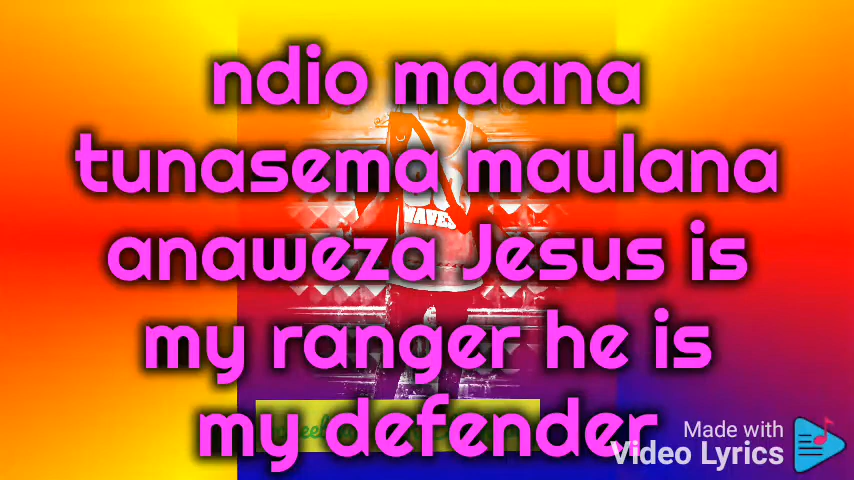 ndio maana
tunasema maulana
anaweza Jesus is
my ranger he is
my defender
WAVES
Made with
Video Lyrics